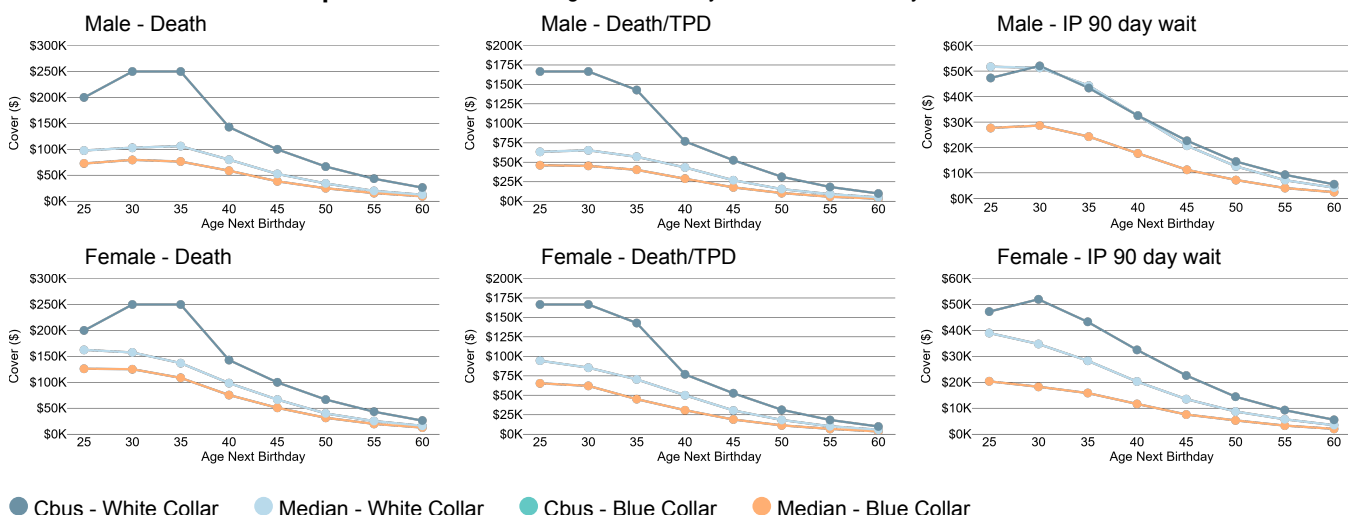 Male - Death
Male - Death/TPD
Male - IP 90 day wait
$300K
$250K
$200K
$150K
$100K
$50K
$0K
Cover ($)
25 30 35 40 45 50 55 60
Age Next Birthday
$200K
$175K
$150K
$125K
$100K
$75K
$50K
$25K
$0K
Cover ($)
25 30 35 40 45 50 55 60
Age Next Birthday
$60K
$50K
$40K
$30K
$20K
$10K
$0K
Cover ($)
25 30 35 40 45 50 55 60
Age Next Birthday
Female - Death
Female - Death/TPD
Female - IP 90 day wait
$300K
$250K
$200K
$150K
$100K
$50K
$0K
Cover ($)
25 30 35 40 45 50 55 60
Age Next Birthday
$200K
$175K
$150K
$125K
$100K
$75K
$50K
$25K
$0K
Cover ($)
25 30 35 40 45 50 55 60
Age Next Birthday
$60K
$50K
$40K
$30K
$20K
$10K
$0K
Cover ($)
25 30 35 40 45 50 55 60
Age Next Birthday
Cbus - White Collar Median - White Collar Cbus - Blue Collar Median - Blue Collar